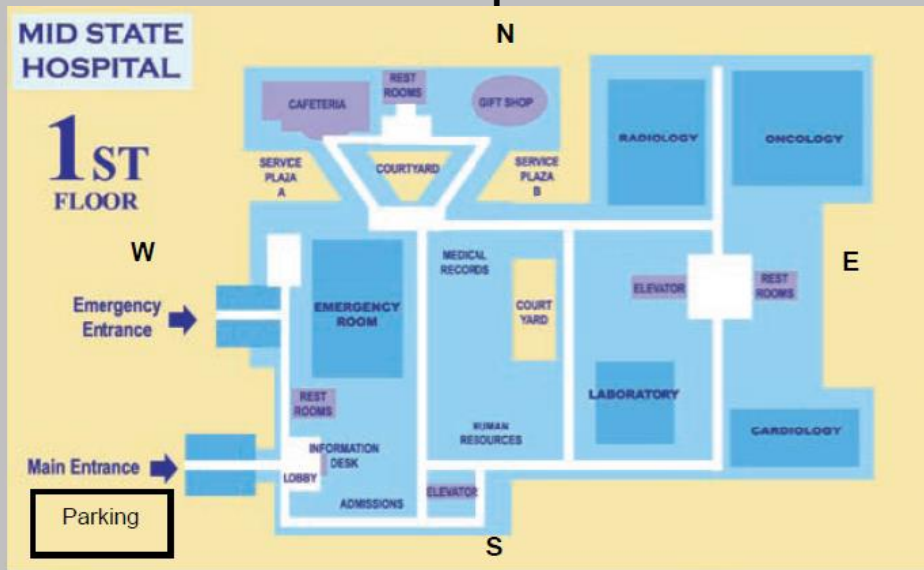 N
MID STATE
HOSPITAL
1ST
FLOOR
W
E
S
REST
ROOMS
CAFETERIA
GIFT SHOP
SERVICE
PLAZA
A
COURTYARD
SERVICE
PLAZA
B
RADIOLOGY
ONCOLOGY
MEDICAL
RECORDS
Emergency
Entrance
EMERGENCY
ROOM
COURT
YARD
ELEVATOR
REST
ROOMS
REST
ROOMS
LABORATORY
HUMAN
RESOURCES
CARDIOLOGY
Main Entrance
INFORMATION
DESK
LOBBY
ADMISSIONS
ELEVATOR
Parking